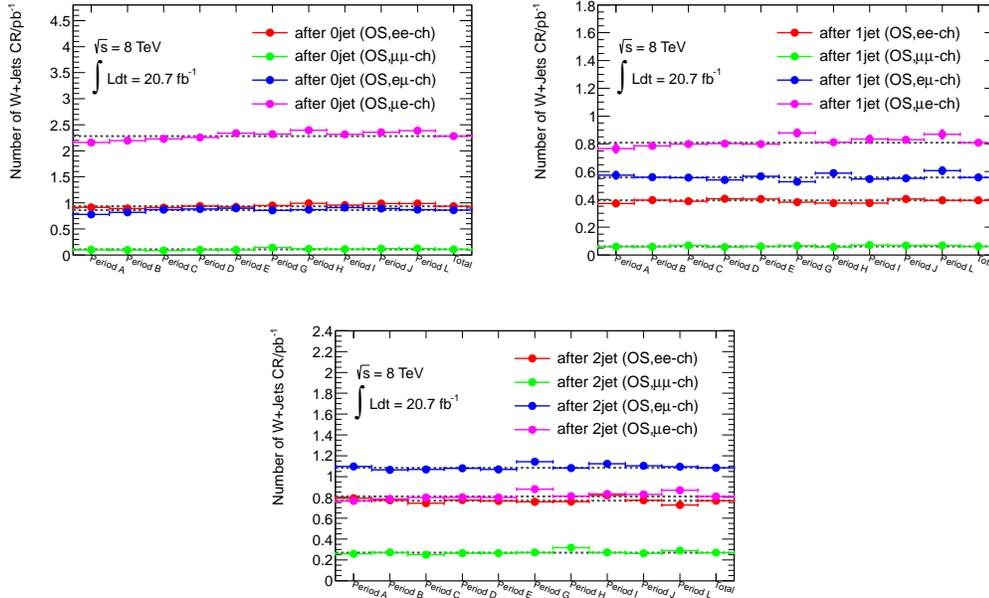 Number of W+Jets CR/pb⁻¹
4.5
4
3.5
3
2.5
2
1.5
1
0.5
0
√s = 8 TeV
∫ Ldt = 20.7 fb⁻¹
after 0jet (OS,ee-ch)
after 0jet (OS,μμ-ch)
after 0jet (OS,eμ-ch)
after 0jet (OS,μe-ch)
Period A Period B Period C Period D Period E Period G Period H Period I Period J Period L Total
Number of W+Jets CR/pb⁻¹
1.8
1.6
1.4
1.2
1
0.8
0.6
0.4
0.2
0
√s = 8 TeV
∫ Ldt = 20.7 fb⁻¹
after 1jet (OS,ee-ch)
after 1jet (OS,μμ-ch)
after 1jet (OS,eμ-ch)
after 1jet (OS,μe-ch)
Period A Period B Period C Period D Period E Period G Period H Period I Period J Period L Tot
Number of W+Jets CR/pb⁻¹
2.4
2.2
2
1.8
1.6
1.4
1.2
1
0.8
0.6
0.4
0.2
0
√s = 8 TeV
∫ Ldt = 20.7 fb⁻¹
after 2jet (OS,ee-ch)
after 2jet (OS,μμ-ch)
after 2jet (OS,eμ-ch)
after 2jet (OS,μe-ch)
Period A Period B Period C Period D Period E Period G Period H Period I Period J Period L Total